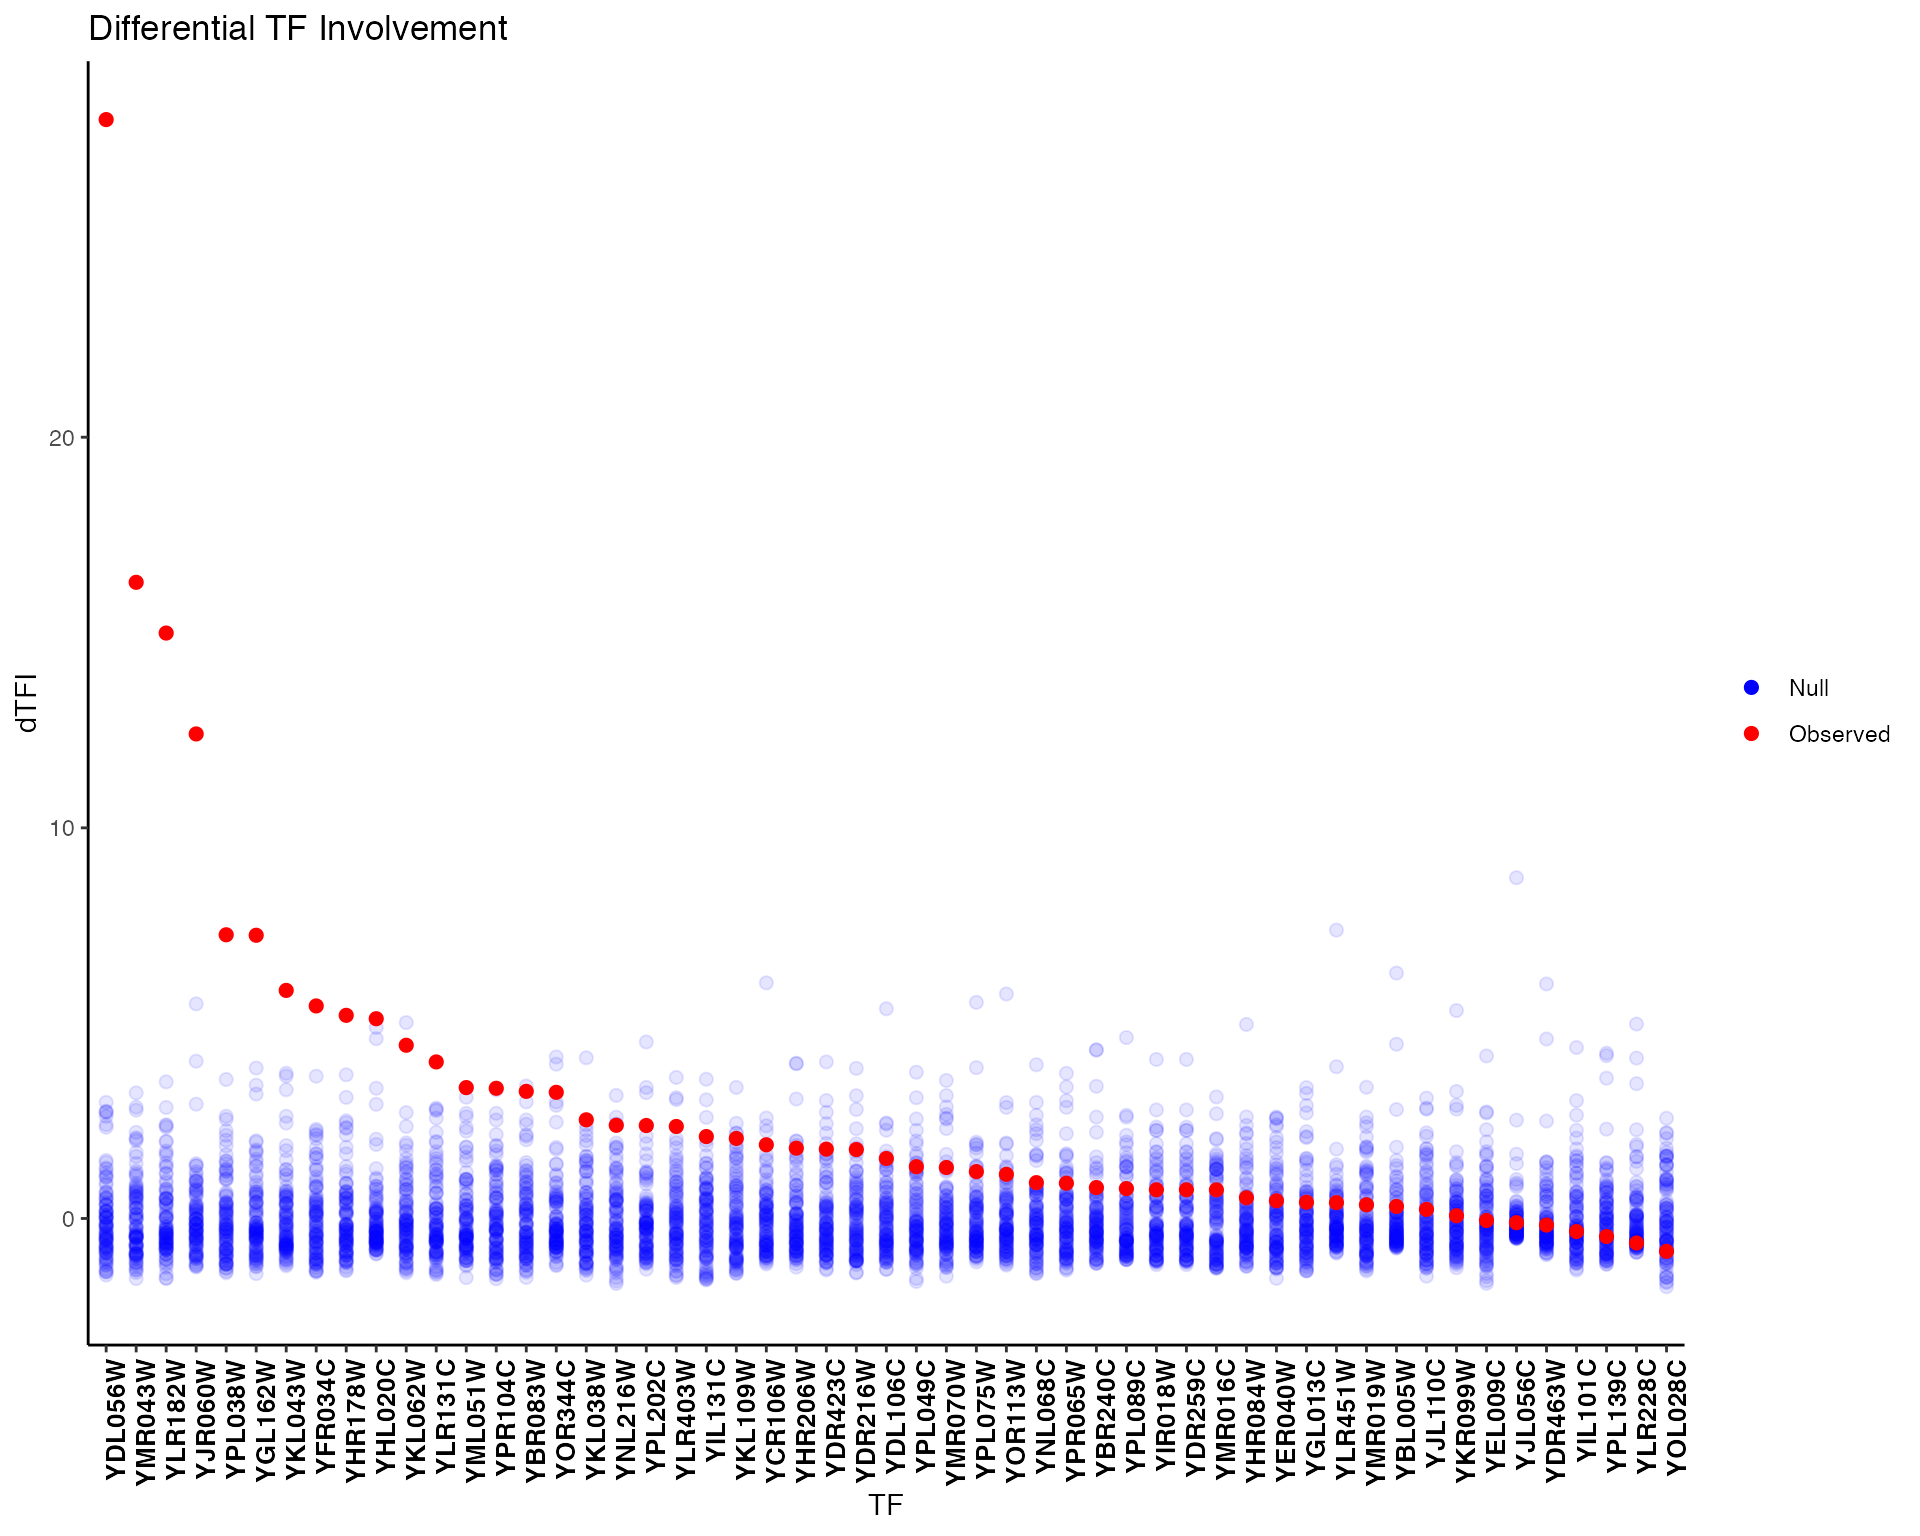 Differential TF Involvement
dTFI
20
10
0
YDL056W
YMR043W
YLR182W
YJR060W
YPL038W
YGL162W
YKL043W
YFR034C
YHR178W
YHL020C
YKL062W
YLR131C
YML051W
YPR104C
YBR083W
YOR344C
YKL038W
YNL216W
YPL202C
YLR403W
YIL131C
YKL109W
YCR106W
YHR206W
YDR423C
YDR216W
YDL106C
YPL049C
YMR070W
YPL075W
YOR113W
YNL068C
YPR065W
YBR240C
YPL089C
YIR018W
YDR259C
YMR016C
YHR084W
YER040W
YGL013C
YLR451W
YMR019W
YBL005W
YJL110C
YKR099W
YEL009C
YJL056C
YDR463W
YIL101C
YPL139C
YLR228C
YOL028C
TF
Null
Observed